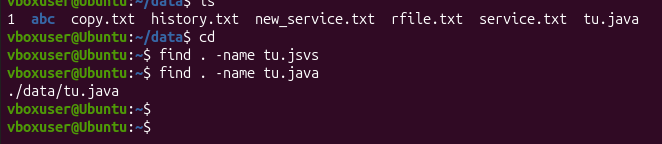 vboxuser@Ubuntu:~/data$ ls
1  abc  copy.txt  history.txt  new_service.txt  rfile.txt  service.txt  tu.java
vboxuser@Ubuntu:~/data$ cd
vboxuser@Ubuntu:~$ find . -name tu.jsvs
vboxuser@Ubuntu:~$ find . -name tu.java
./data/tu.java
vboxuser@Ubuntu:~$
vboxuser@Ubuntu:~$